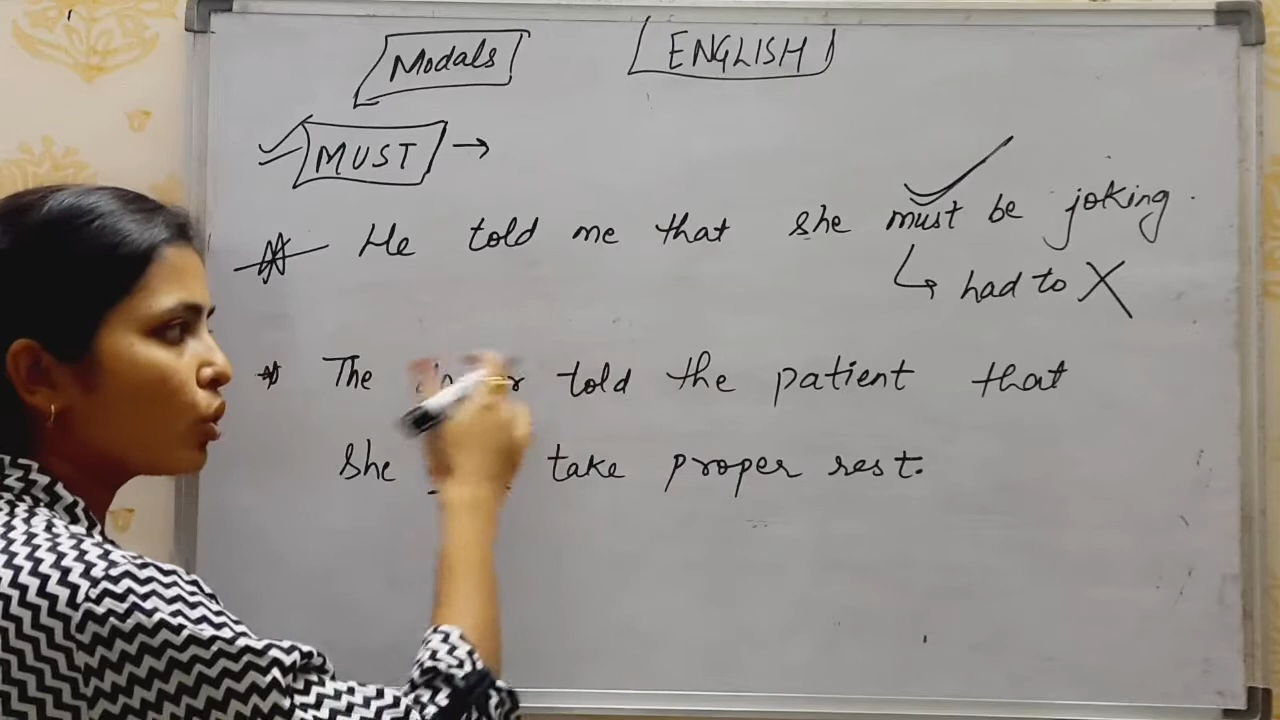 Modals ENGLISH
MUST →
He told me that she must be joking.
↳ had to X
The told the patient that
She take proper rest.